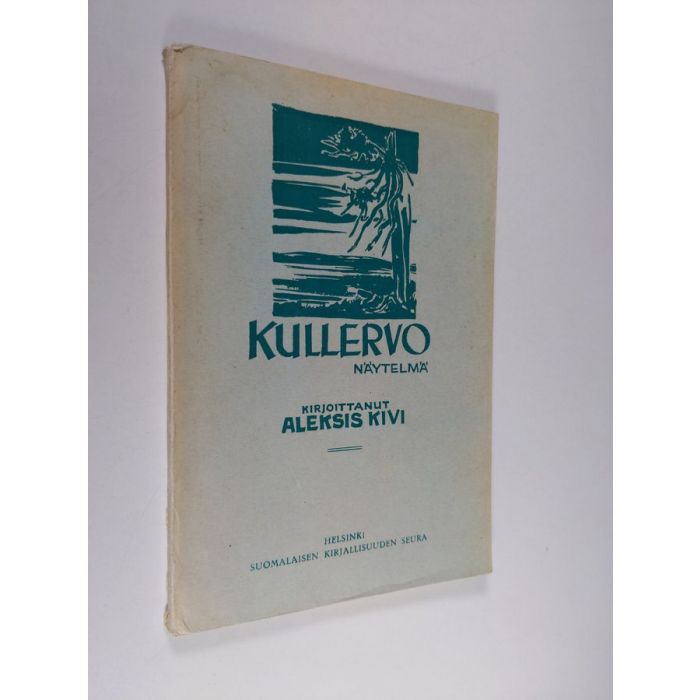 KULLERVO
NÄYTELMÄ
KIRJOITTANUT
ALEKSIS KIVI
HELSINKI
SUOMALAISEN KIRJALLISUUDEN SEURA